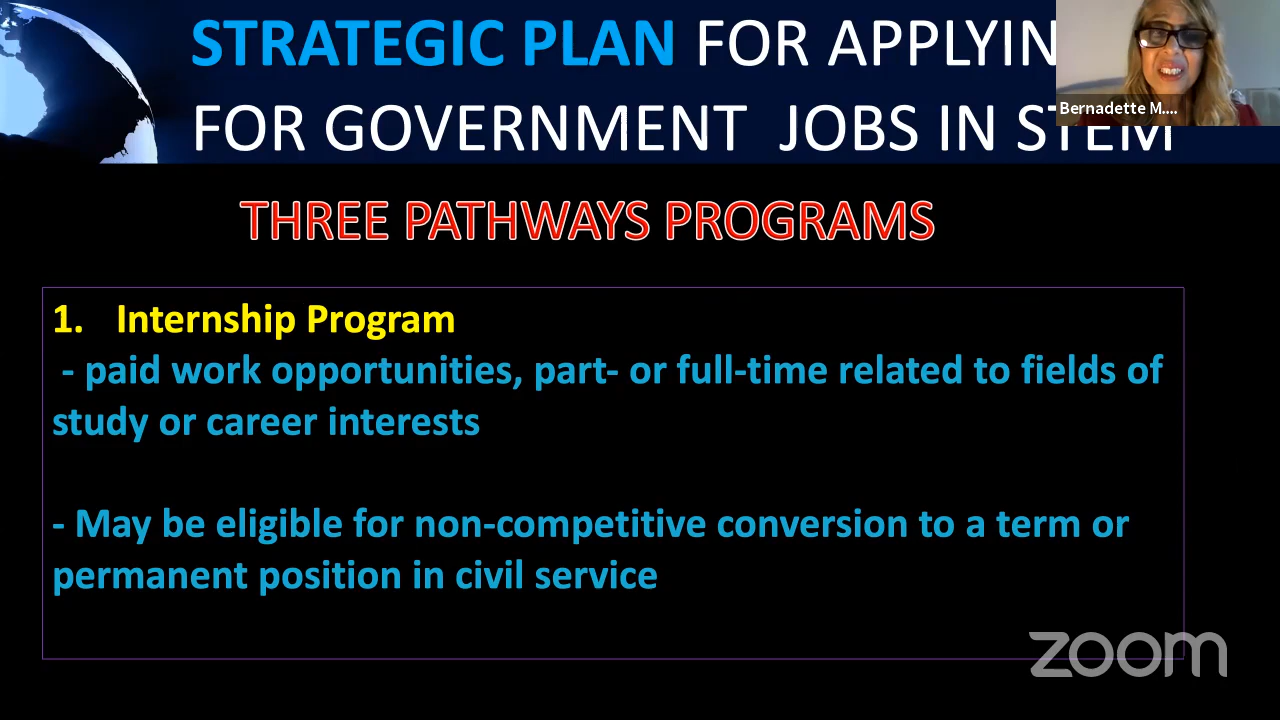 STRATEGIC PLAN FOR APPLYIN
FOR GOVERNMENT JOBS IN STEM
Bernadette M....
THREE PATHWAYS PROGRAMS
1. Internship Program
- paid work opportunities, part- or full-time related to fields of
study or career interests
- May be eligible for non-competitive conversion to a term or
permanent position in civil service
zoom